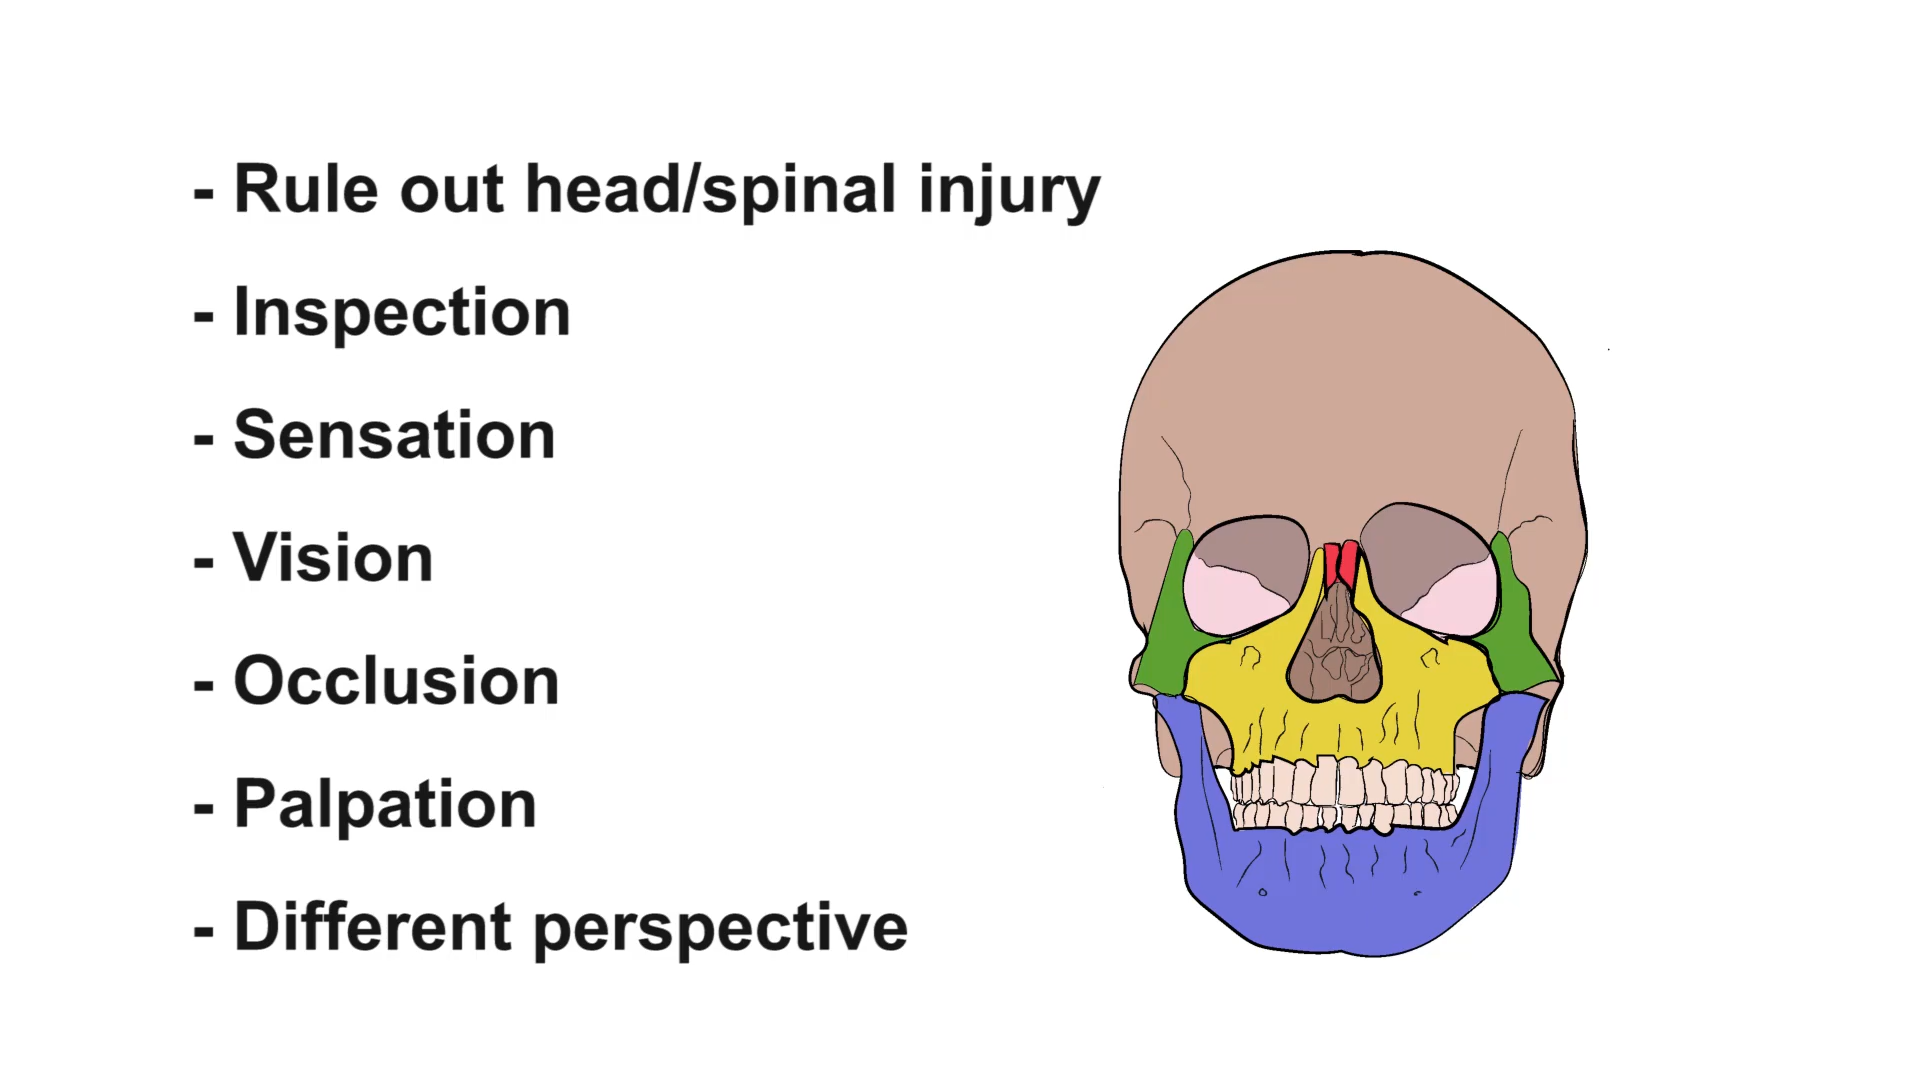 - Rule out head/spinal injury
- Inspection
- Sensation
- Vision
- Occlusion
- Palpation
- Different perspective